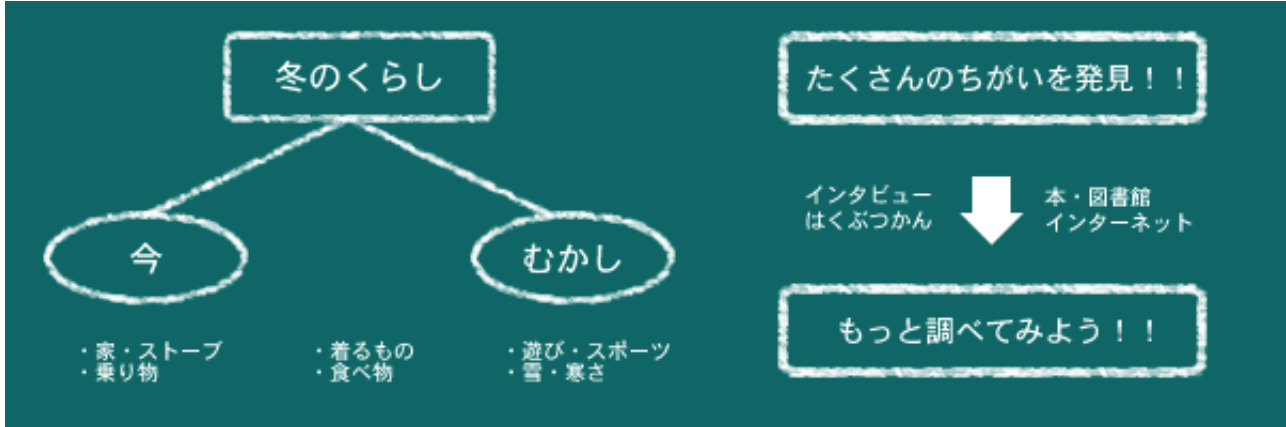 冬のくらし
今
むかし
・家・ストーブ
・乗り物
・着るもの
・食べ物
・遊び・スポーツ
・雪・寒さ
たくさんのちがいを発見！！
インタビュー
はくぶつかん
本・図書館
インターネット
もっと調べてみよう！！